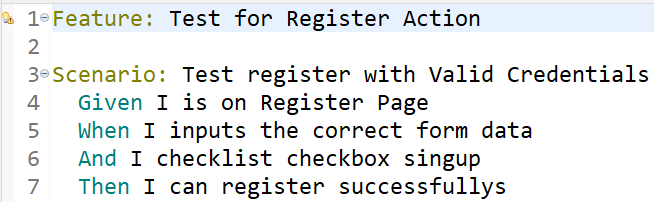 1 Feature: Test for Register Action
2
3 Scenario: Test register with Valid Credentials
4 Given I is on Register Page
5 When I inputs the correct form data
6 And I checklist checkbox singup
7 Then I can register successfullys